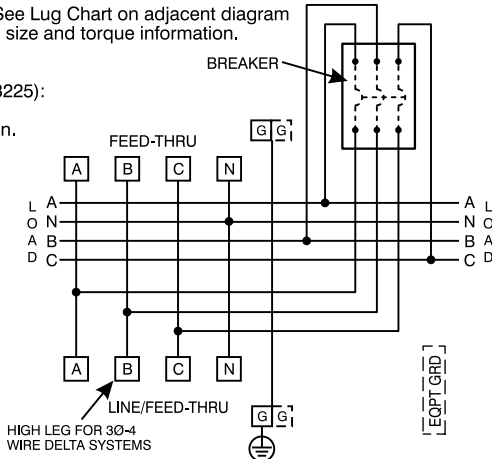 See Lug Chart on adjacent diagram
size and torque information.
BREAKER
3225):
n.
FEED-THRU
G G
A B C N
L O A D
A
N
B
C
A
N
B
C
L O A D
A B C N
EQPT GRD
LINE/FEED-THRU
G G
HIGH LEG FOR 3Ø-4
WIRE DELTA SYSTEMS